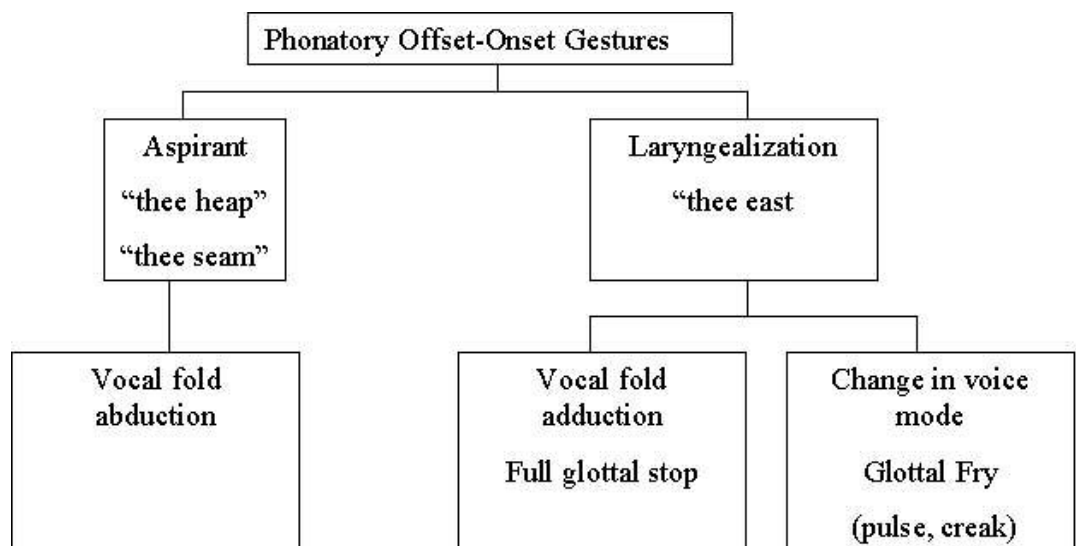 Phonatory Offset-Onset Gestures
Aspirant
“thee heap”
“thee seam”
Laryngealization
“thee east
Vocal fold
abduction
Vocal fold
adduction
Full glottal stop
Change in voice
mode
Glottal Fry
(pulse, creak)